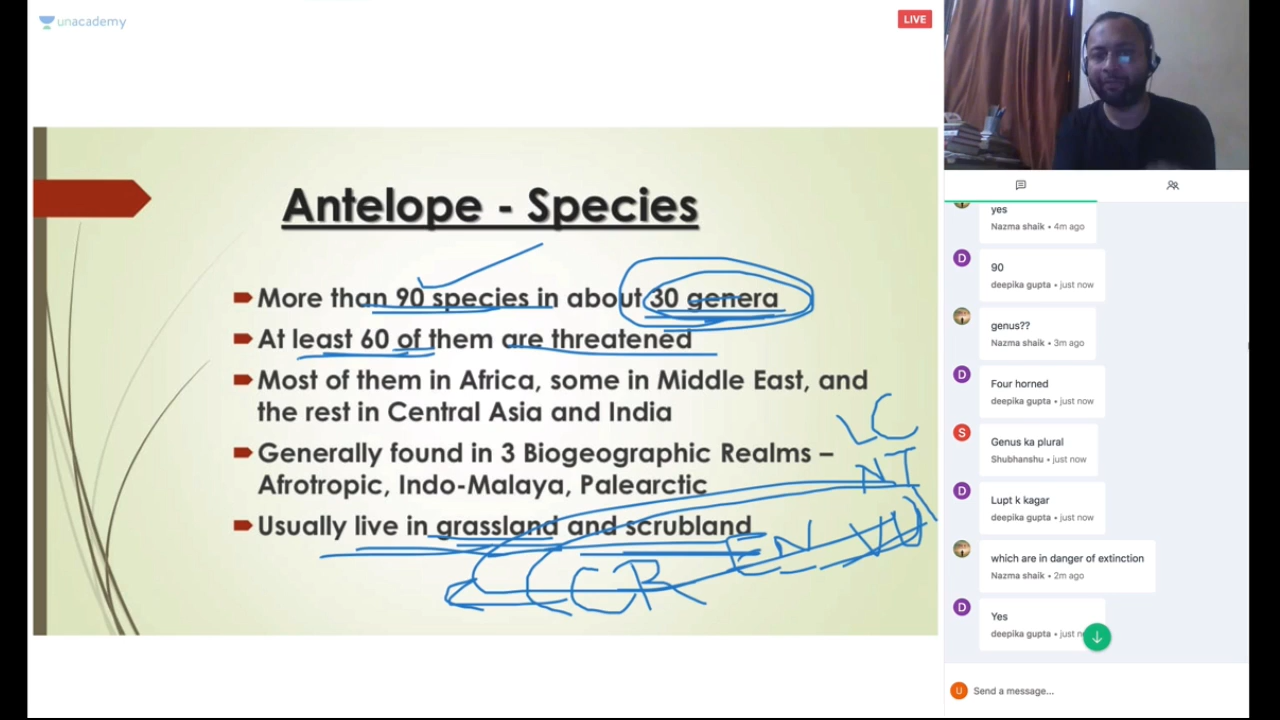 unacademy
LIVE
Antelope - Species
More than 90 species in about 30 genera
At least 60 of them are threatened
Most of them in Africa, some in Middle East, and
the rest in Central Asia and India
Generally found in 3 Biogeographic Realms –
Afrotropic, Indo-Malaya, Palearctic
Usually live in grassland and scrubland
LC
NT
VU
EN
CR
yes
Nazma shaik • 4m ago
D
90
deepika gupta • just now
genus??
Nazma shaik • 3m ago
D
Four horned
deepika gupta • just now
S
Genus ka plural
Shubhanshu • just now
D
Lupt k kagar
deepika gupta • just now
which are in danger of extinction
Nazma shaik • 2m ago
D
Yes
deepika gupta • just n
U
Send a message...